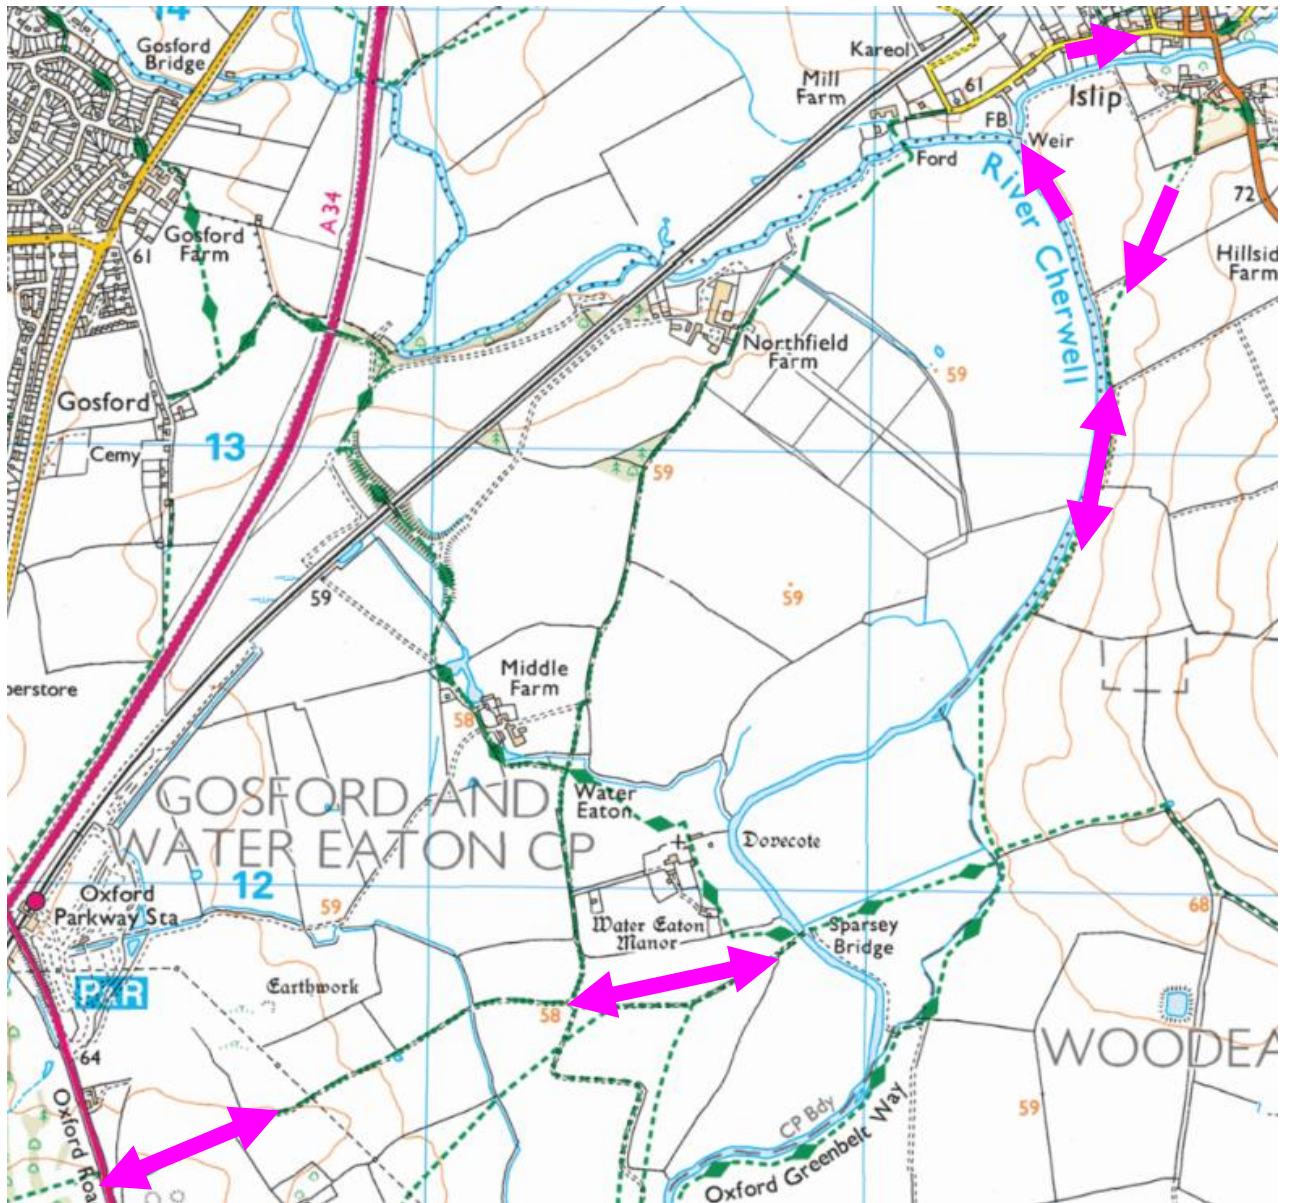 14
Gosford
Bridge
Kareol
Mill
Farm
61
Islip
FB
Weir
Ford
River Cherwell
72
Hillsid
Farm
A34
Gosford
Farm
61
Northfield
Farm
59
Gosford
13
Cemy
59
59
59
perstore
Middle
Farm
58
GOSFORD AND
WATER EATON CP
Water
Eaton
Dovecote
12
Oxford
Parkway Sta
59
Water Eaton
Manor
Sparsey
Bridge
68
P&R
Earthwork
58
64
WOODEA
Oxford Roa
CP Bdy
59
Oxford Greenbelt Way